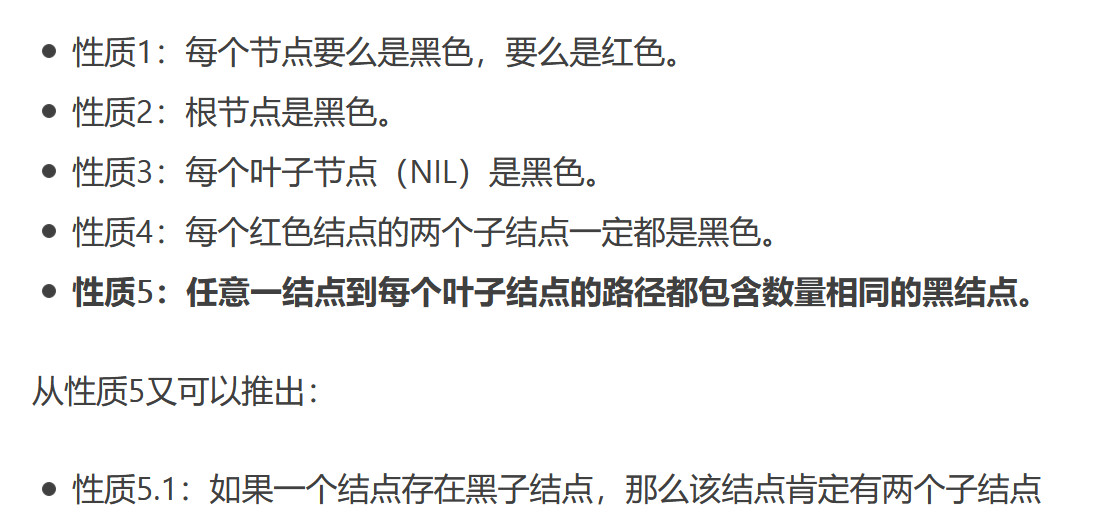 性质1：每个节点要么是黑色，要么是红色。
性质2：根节点是黑色。
性质3：每个叶子节点（NIL）是黑色。
性质4：每个红色结点的两个子结点一定都是黑色。
性质5：任意一结点到每个叶子结点的路径都包含数量相同的黑结点。
从性质5又可以推出：
性质5.1：如果一个结点存在黑子结点，那么该结点肯定有两个子结点